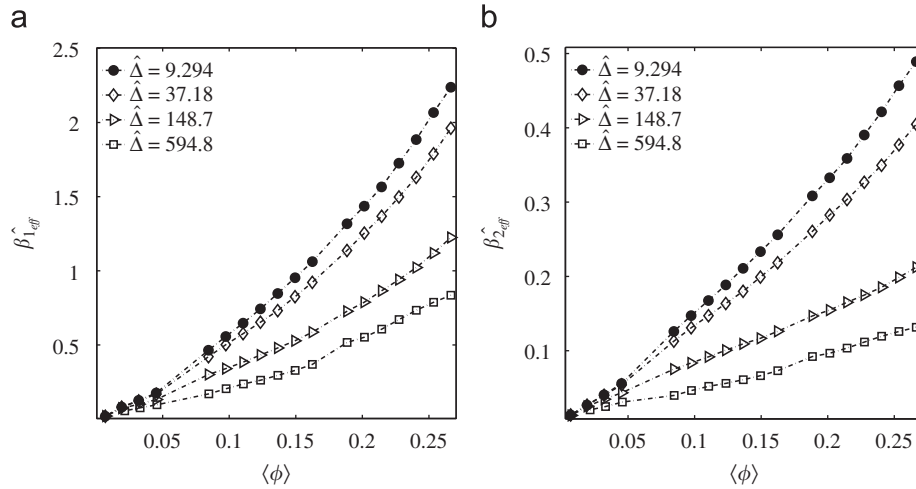 a
2.5
2
1.5
1
0.5
0.05 0.1 0.15 0.2 0.25
β̂1eff
⟨ϕ⟩
Δ̂ = 9.294
Δ̂ = 37.18
Δ̂ = 148.7
Δ̂ = 594.8
b
0.5
0.4
0.3
0.2
0.1
0.05 0.1 0.15 0.2 0.25
β̂2eff
⟨ϕ⟩
Δ̂ = 9.294
Δ̂ = 37.18
Δ̂ = 148.7
Δ̂ = 594.8